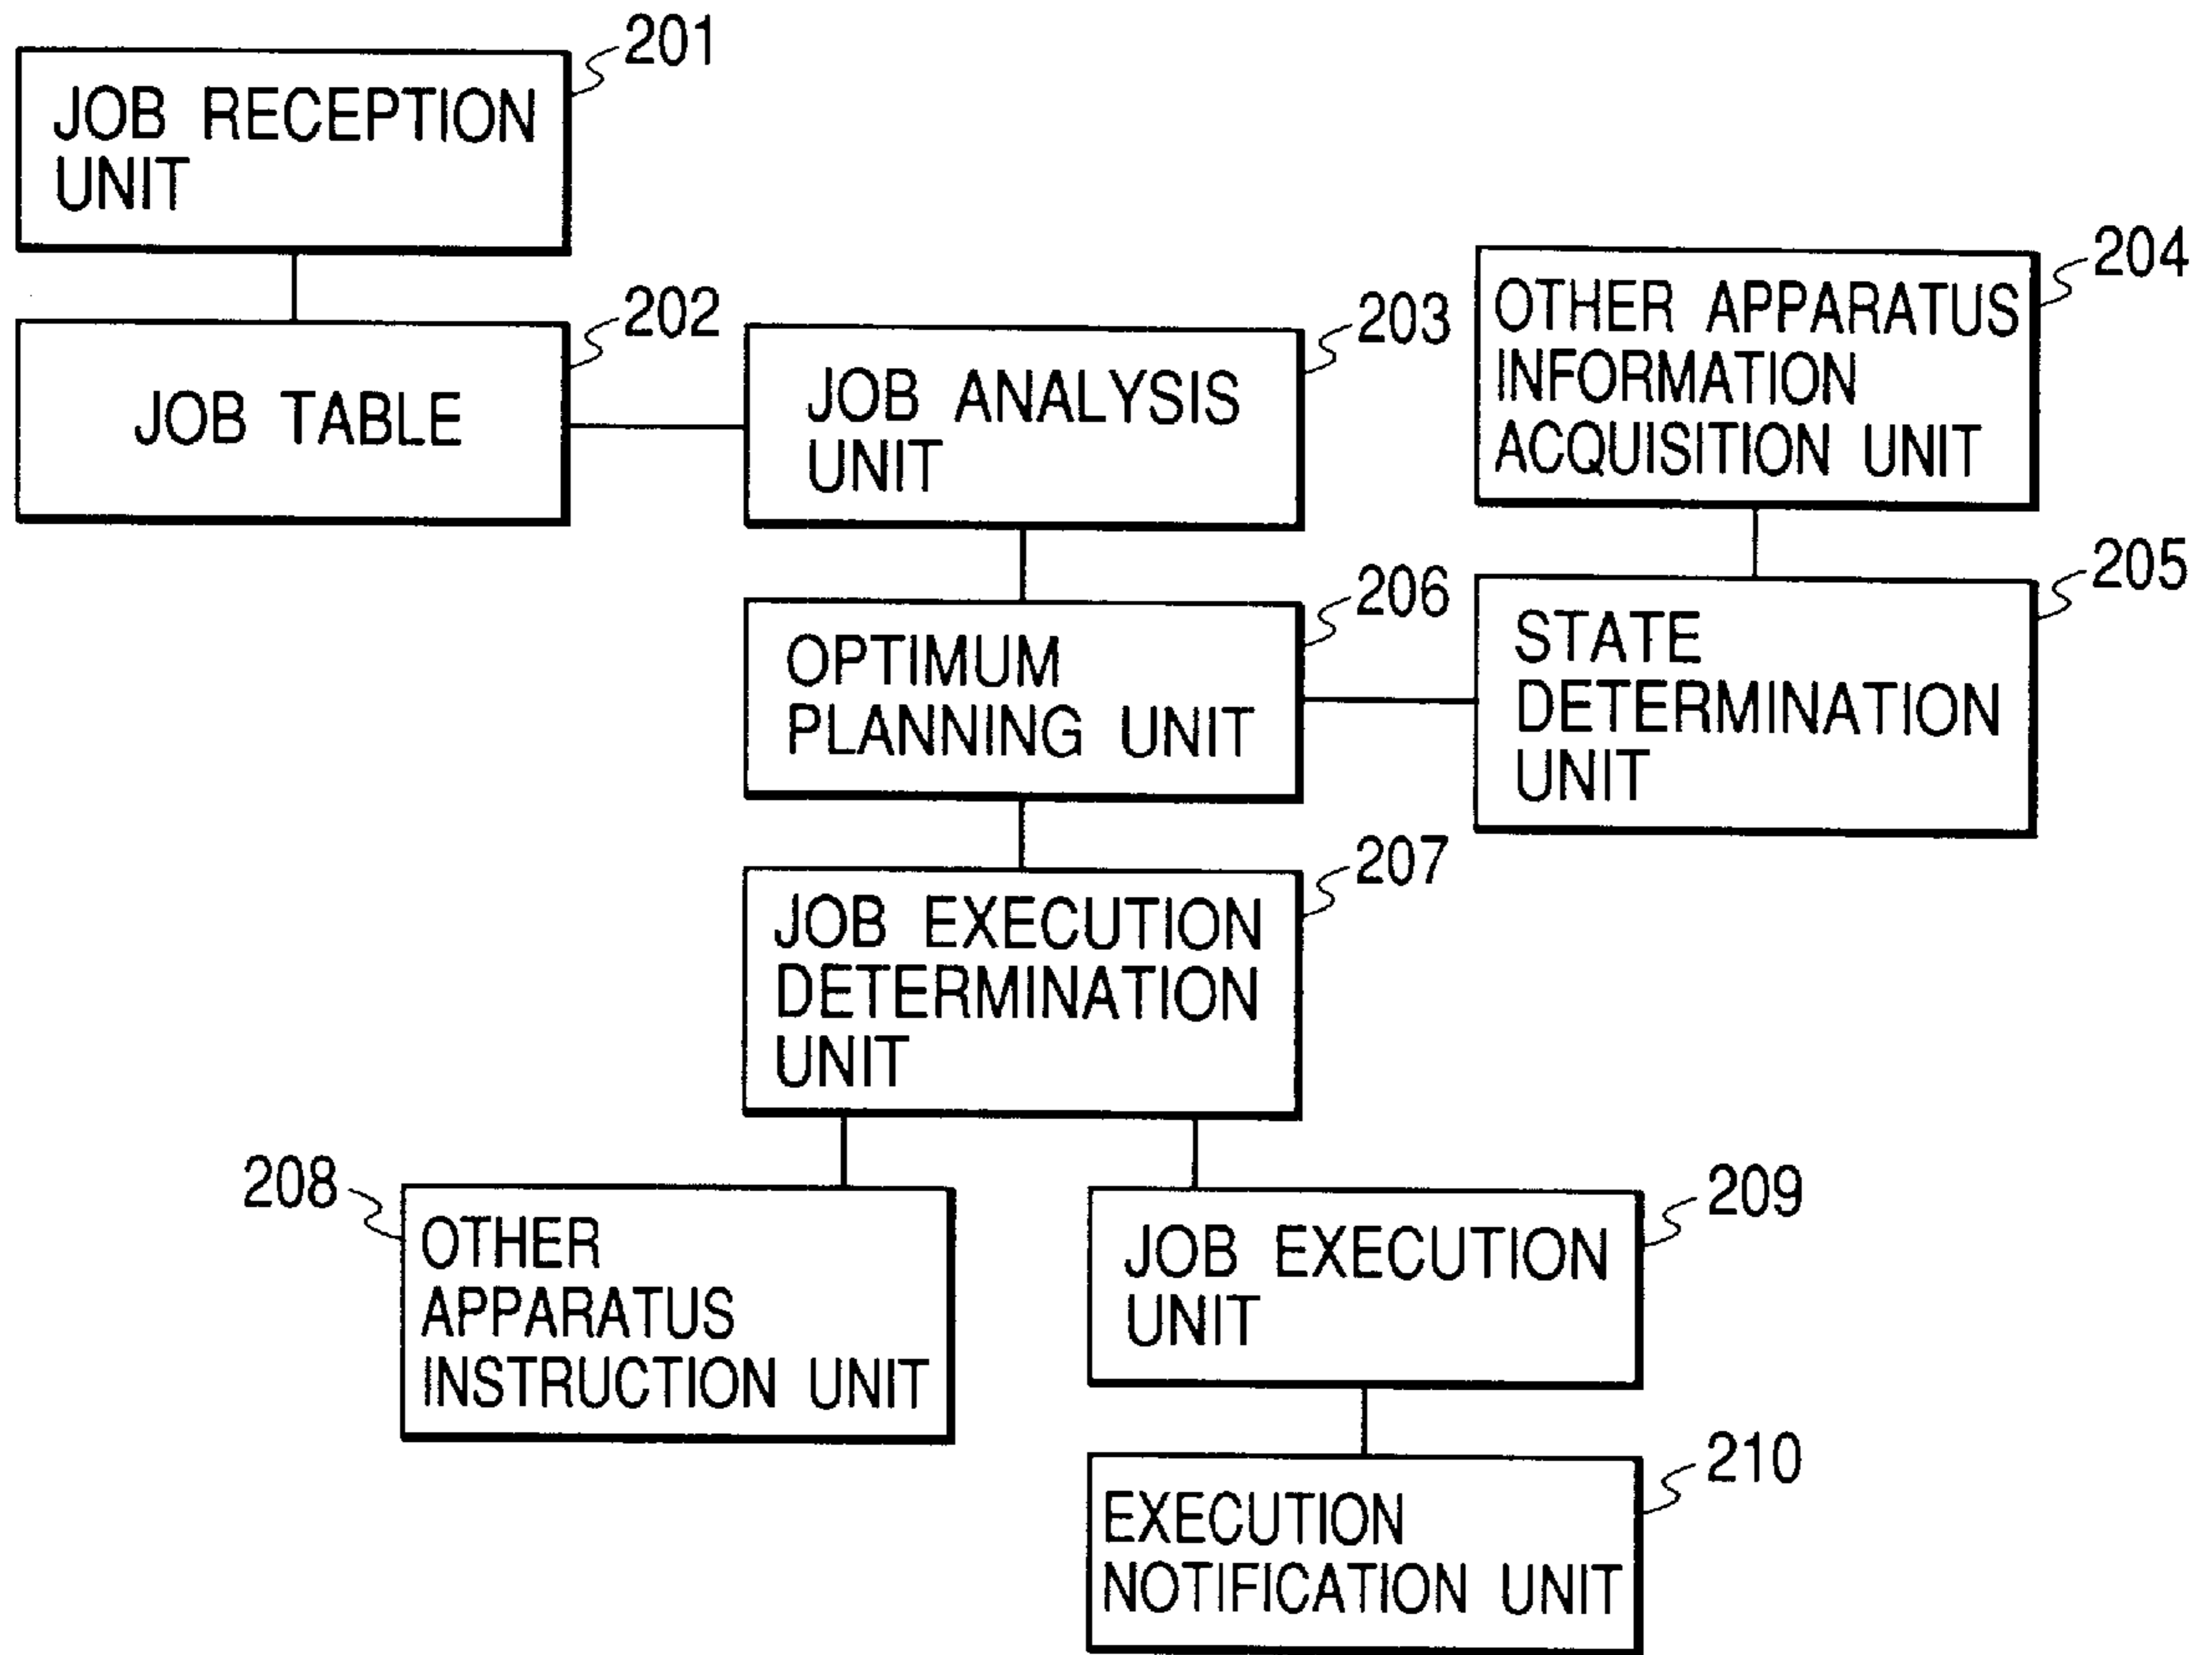 201
JOB RECEPTION
UNIT
202
JOB TABLE
203
JOB ANALYSIS
UNIT
204
OTHER APPARATUS
INFORMATION
ACQUISITION UNIT
205
STATE
DETERMINATION
UNIT
206
OPTIMUM
PLANNING UNIT
207
JOB EXECUTION
DETERMINATION
UNIT
208
OTHER
APPARATUS
INSTRUCTION UNIT
209
JOB EXECUTION
UNIT
210
EXECUTION
NOTIFICATION UNIT